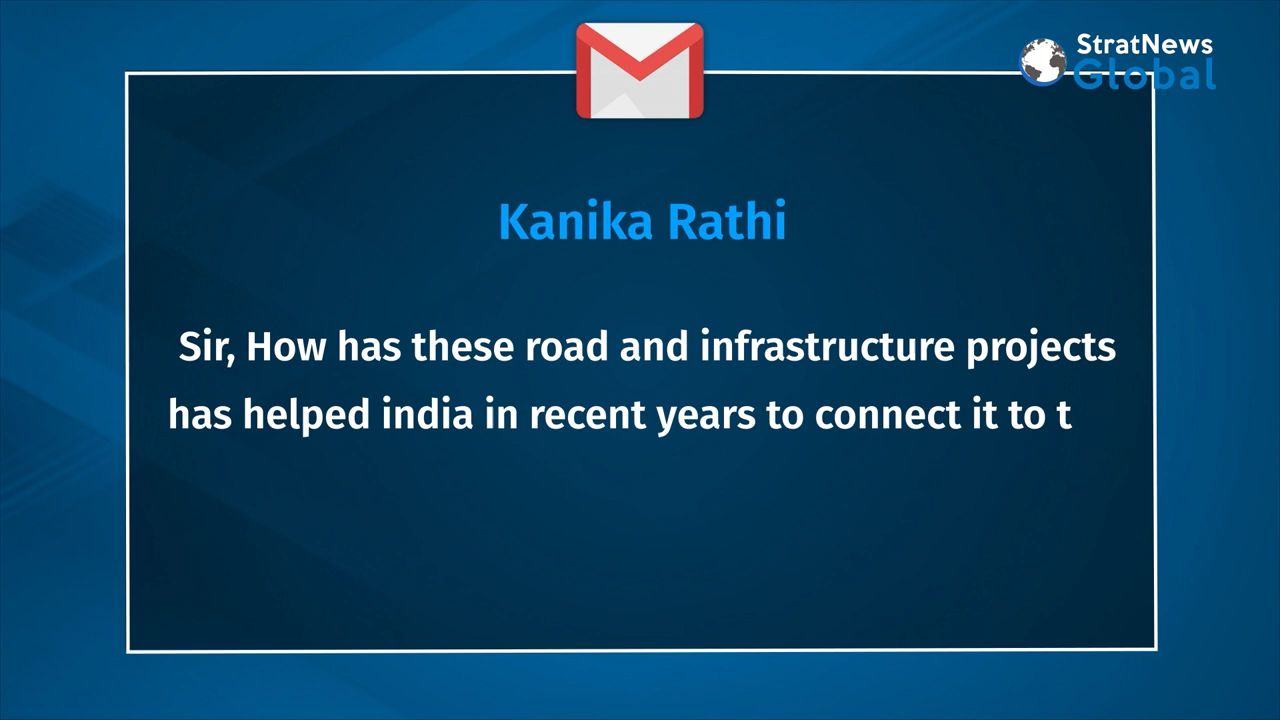 StratNews
Global
Kanika Rathi
Sir, How has these road and infrastructure projects
has helped india in recent years to connect it to t